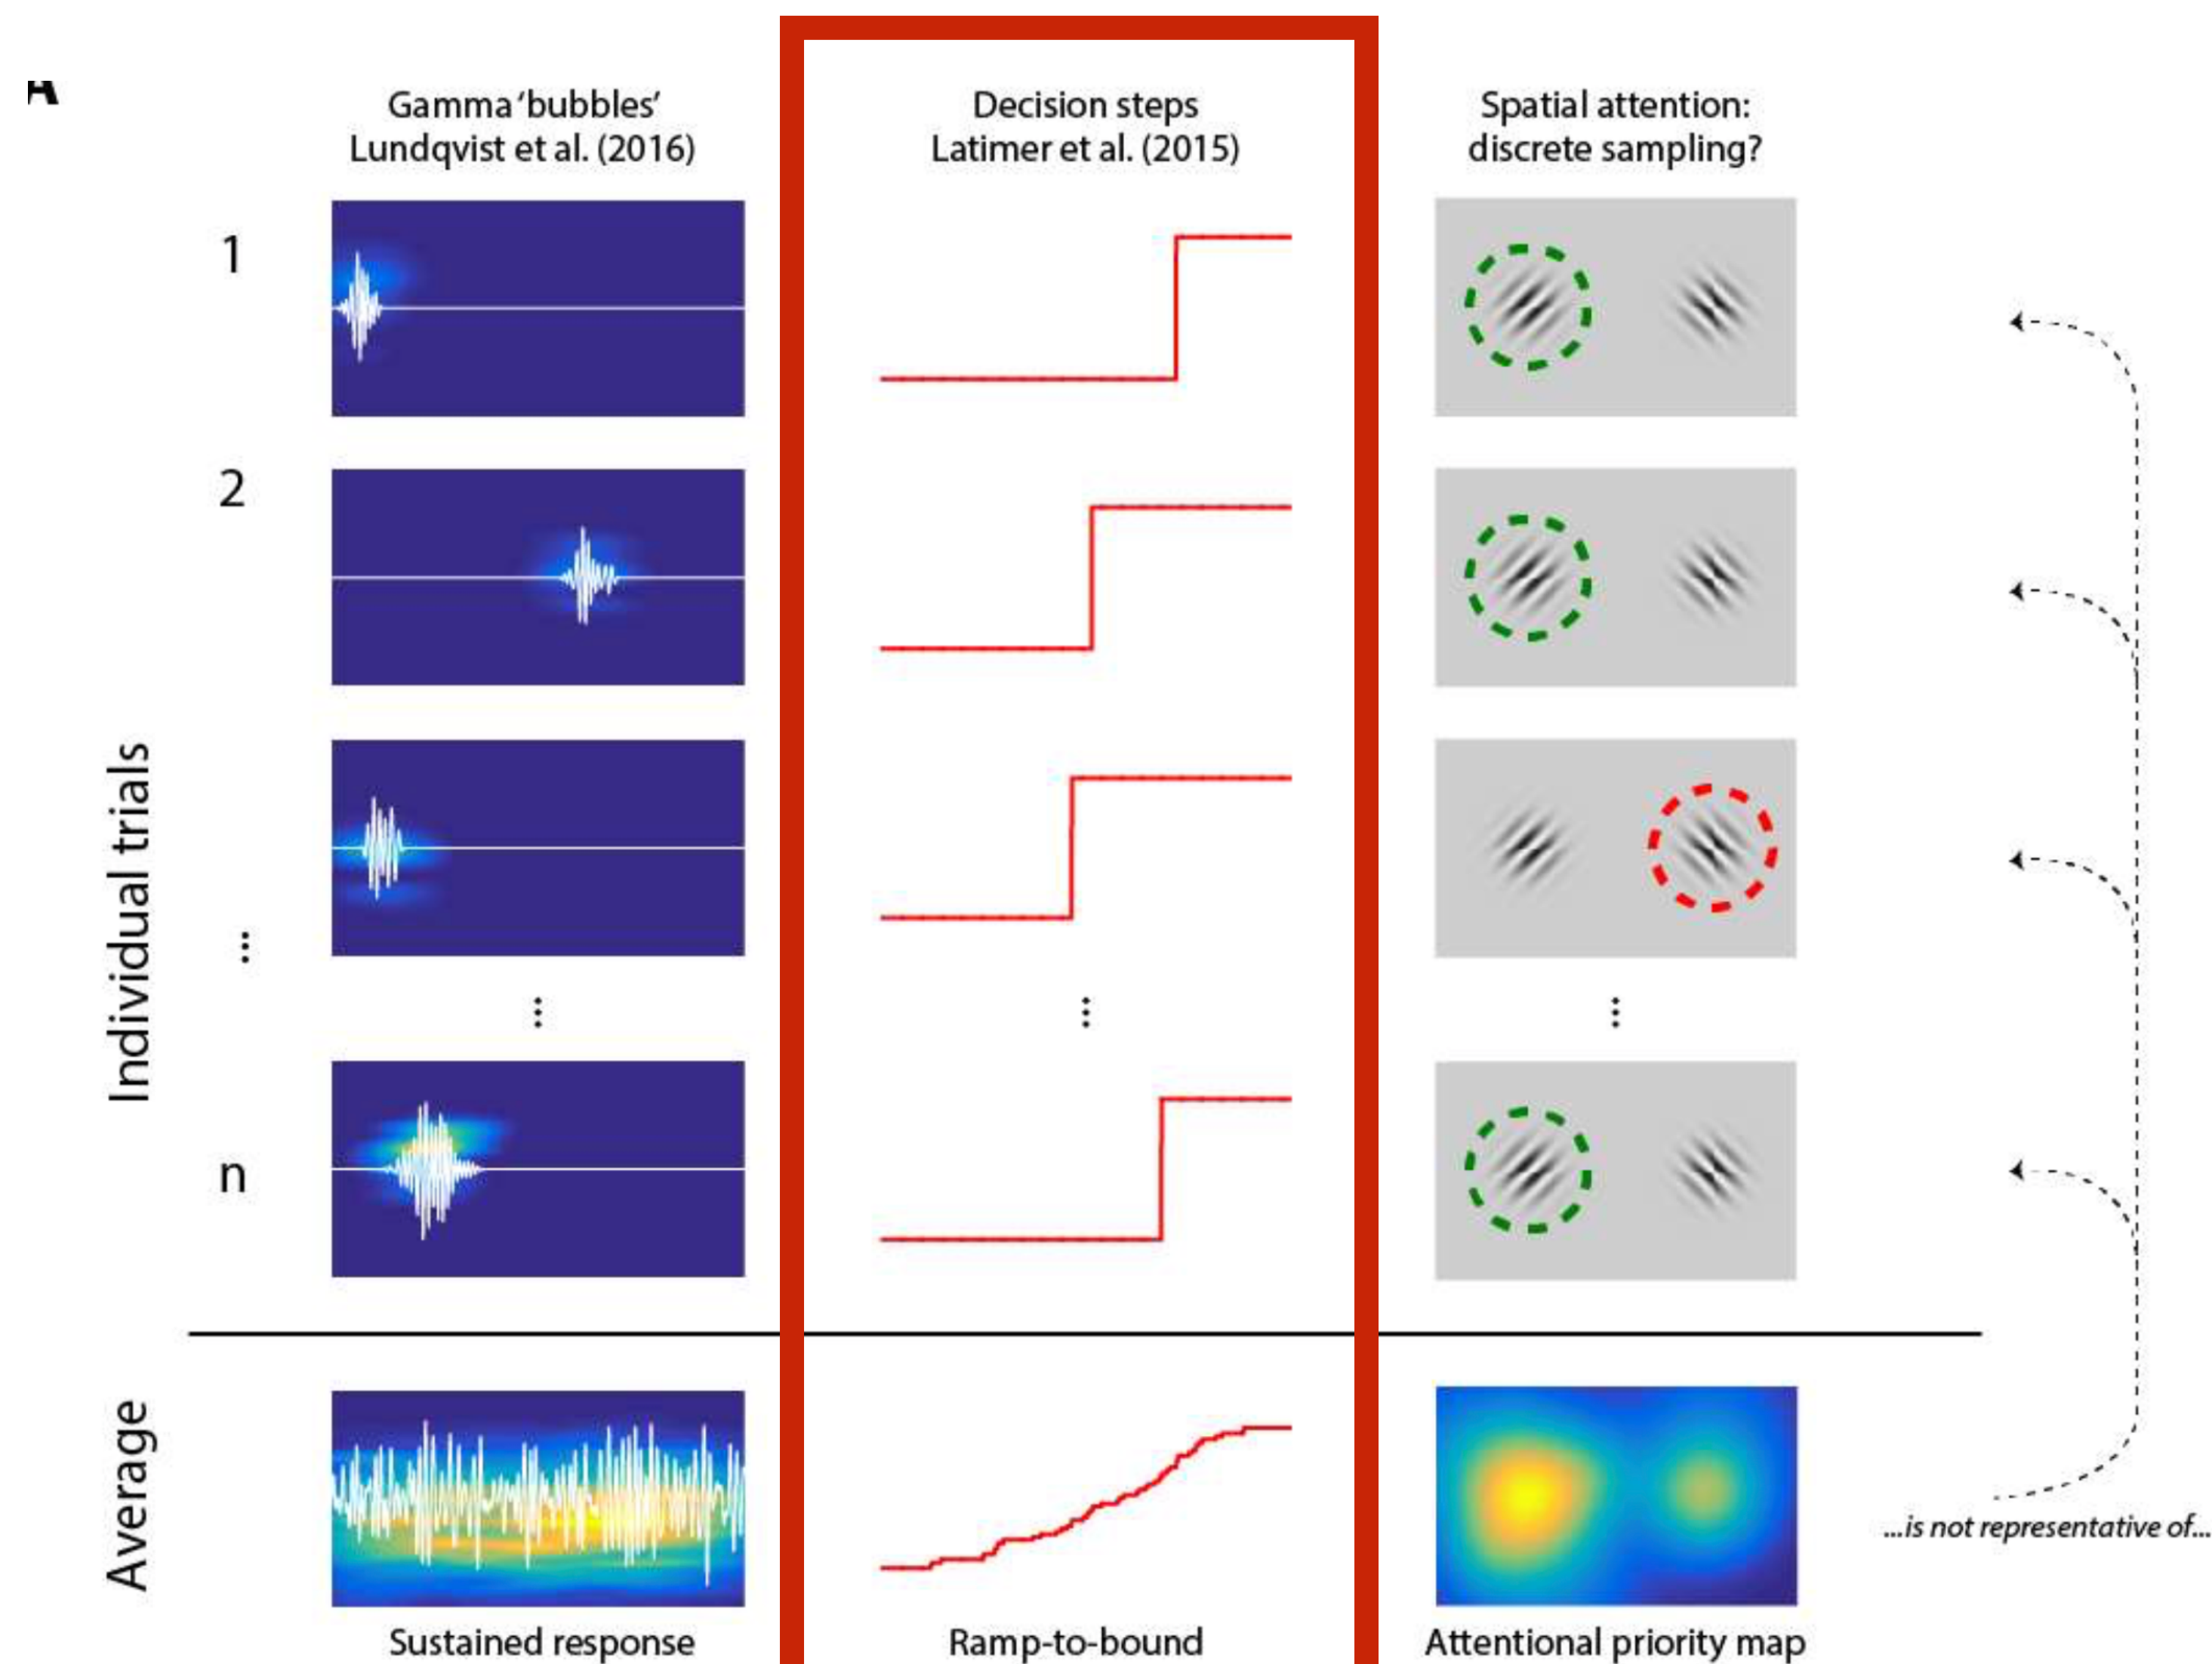 A
Gamma ‘bubbles’
Lundqvist et al. (2016)
Decision steps
Latimer et al. (2015)
Spatial attention:
discrete sampling?
1
2
...
n
Individual trials
...
...
...
Average
...is not representative of...
Sustained response
Ramp-to-bound
Attentional priority map